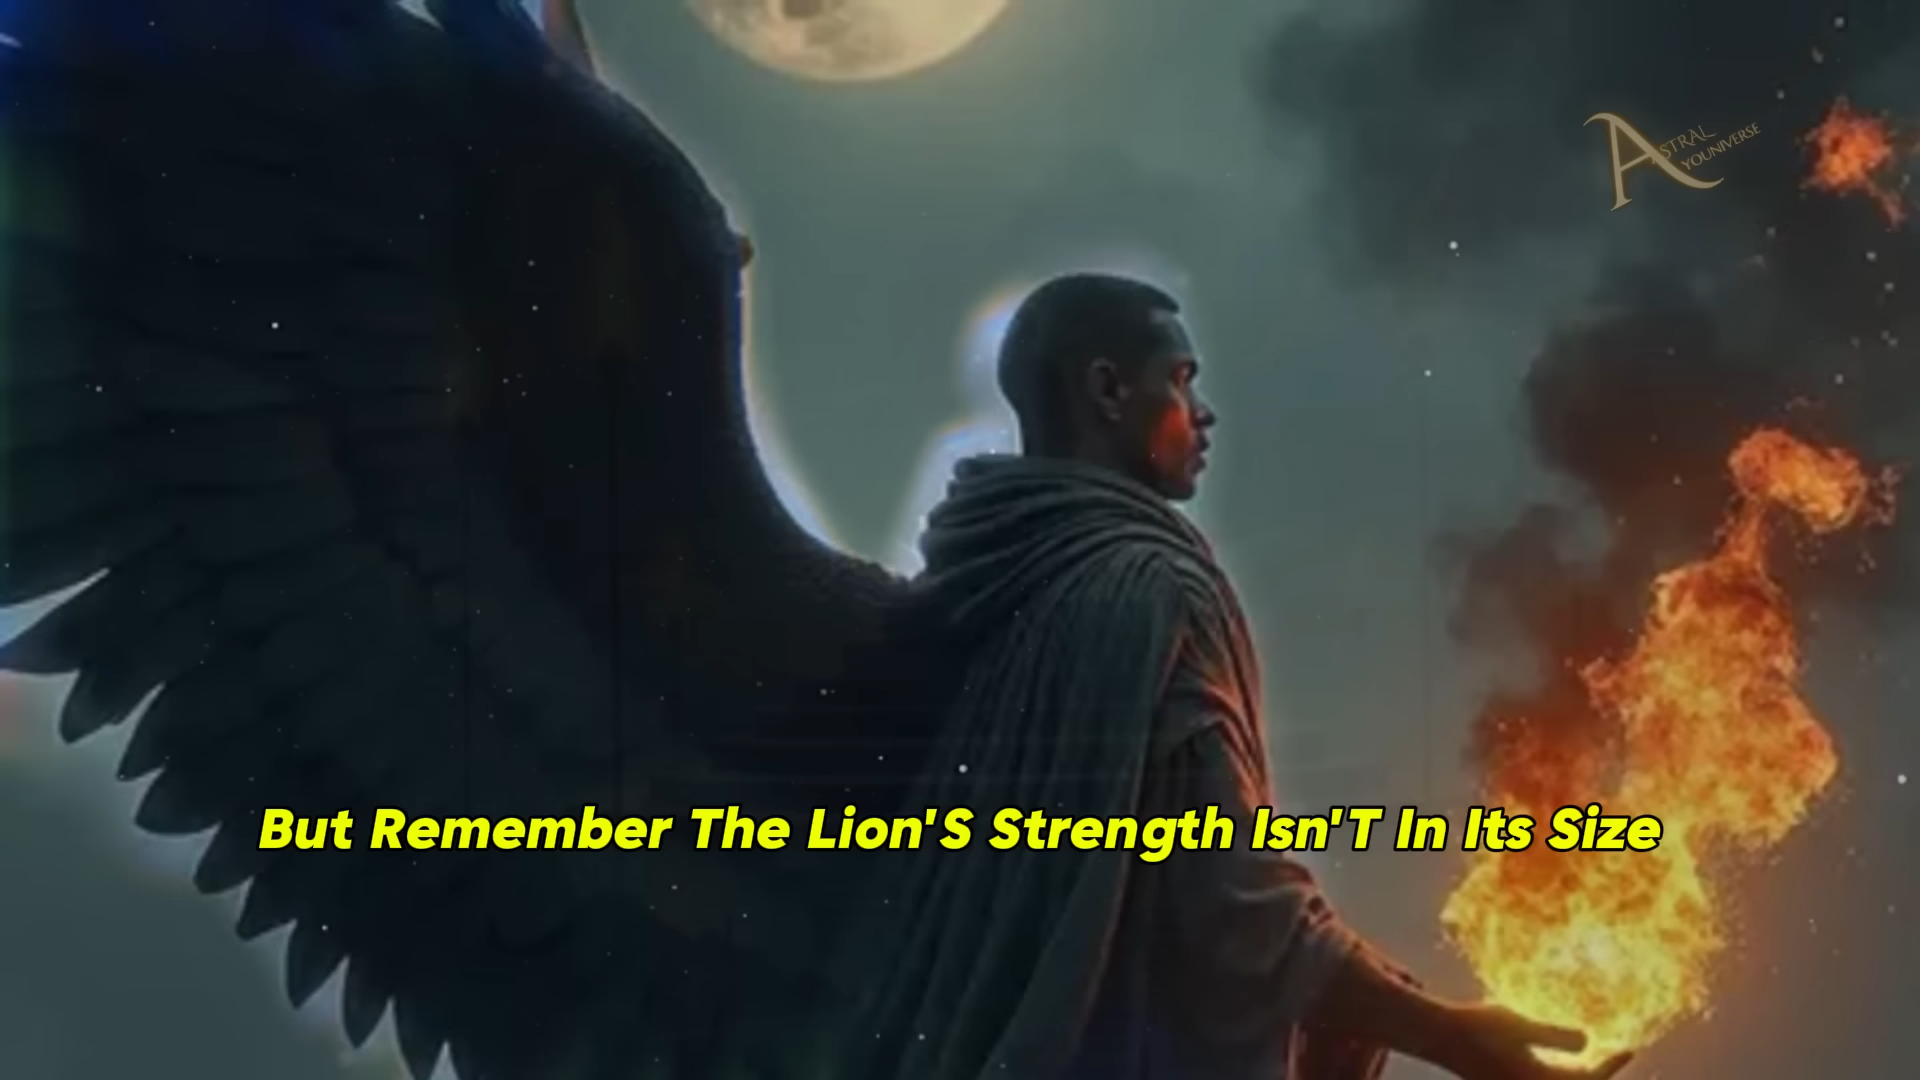 ASTRAL
YOUNIVERSE
But Remember The Lion'S Strength Isn'T In Its Size